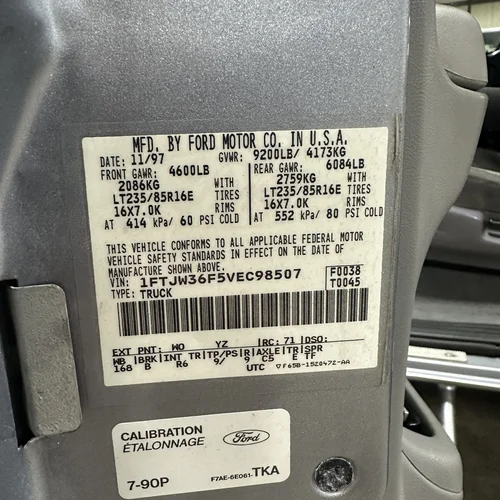 MFD. BY FORD MOTOR CO. IN U.S.A.
DATE: 11/97 GVWR: 9200LB/ 4173KG
FRONT GAWR: 4600LB REAR GAWR: 6084LB
2086KG WITH 2759KG WITH
LT235/85R16E TIRES LT235/85R16E TIRES
16X7.0K RIMS 16X7.0K RIMS
AT 414 kPa/ 60 PSI COLD AT 552 kPa/ 80 PSI COLD
THIS VEHICLE CONFORMS TO ALL APPLICABLE FEDERAL MOTOR
VEHICLE SAFETY STANDARDS IN EFFECT ON THE DATE OF
MANUFACTURE SHOWN ABOVE.
VIN: 1FTJW36F5VEC98507 F0038
TYPE: TRUCK T0045
EXT PNT: WO YZ RC: 71 DSO:
WB BRK INT TR TP/PS R AXLE TR SPR
168 B R6 9/ 9 C5 E TF
UTC ▽F65B-1520472-AA
CALIBRATION
ÉTALONNAGE
Ford
7-90P F7AE-6E061-TKA